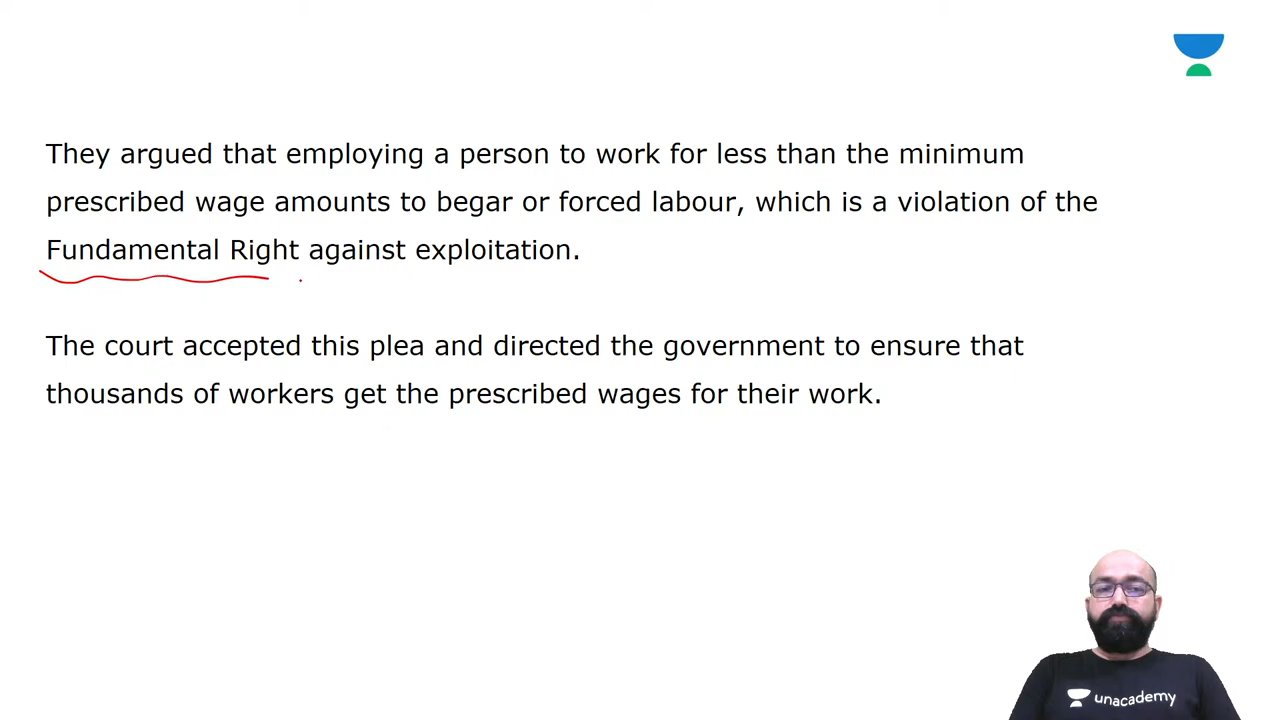 They argued that employing a person to work for less than the minimum
prescribed wage amounts to begar or forced labour, which is a violation of the
Fundamental Right against exploitation.
The court accepted this plea and directed the government to ensure that
thousands of workers get the prescribed wages for their work.
unacademy